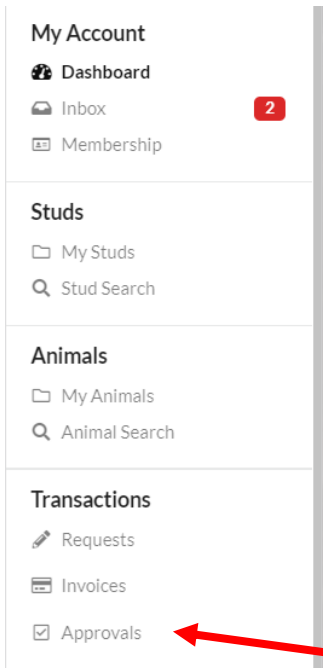 My Account
Dashboard
Inbox 2
Membership
Studs
My Studs
Stud Search
Animals
My Animals
Animal Search
Transactions
Requests
Invoices
Approvals